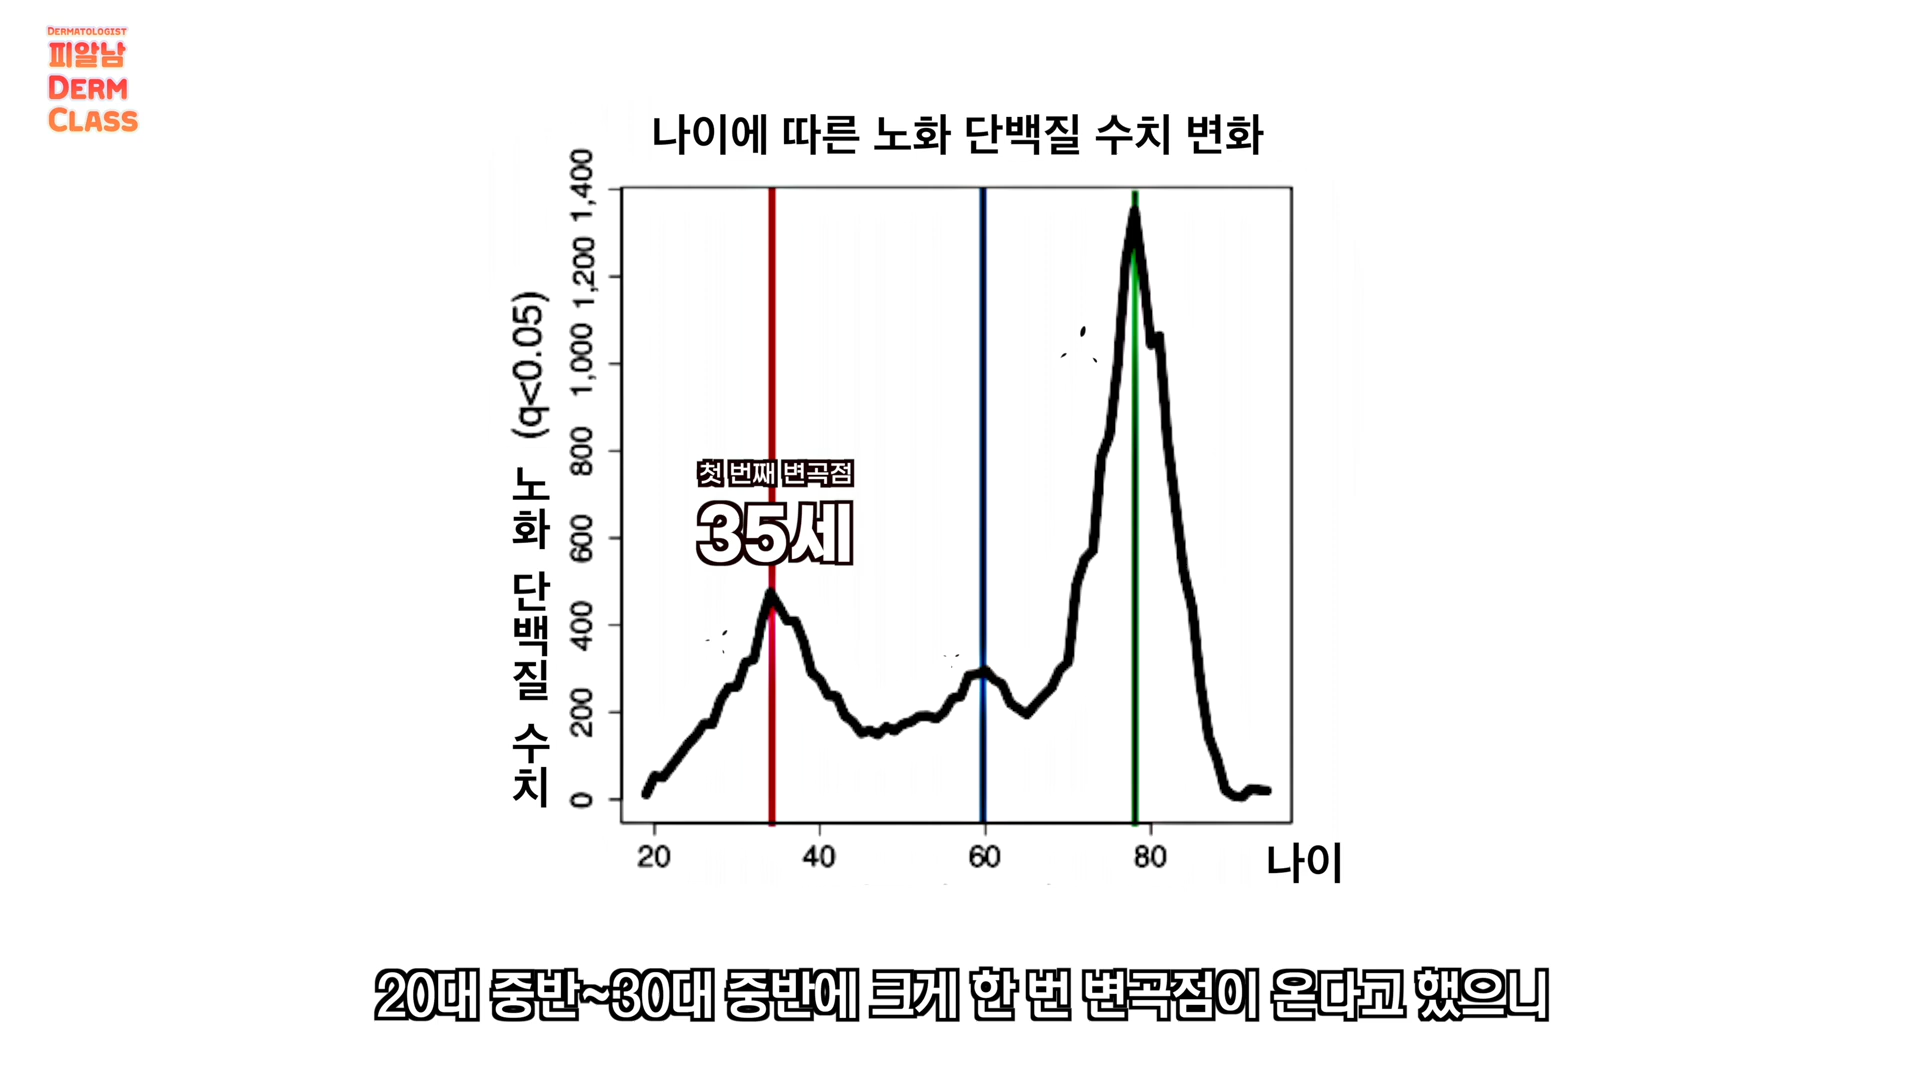 DERMATOLOGIST
피알남
DERM
CLASS
나이에 따른 노화 단백질 수치 변화
노화 단백질 수치 (q<0.05)
1,400
1,200
1,000
800
600
400
200
0
첫 번째 변곡점
35세
20 40 60 80 나이
20대 중반~30대 중반에 크게 한 번 변곡점이 온다고 했으니